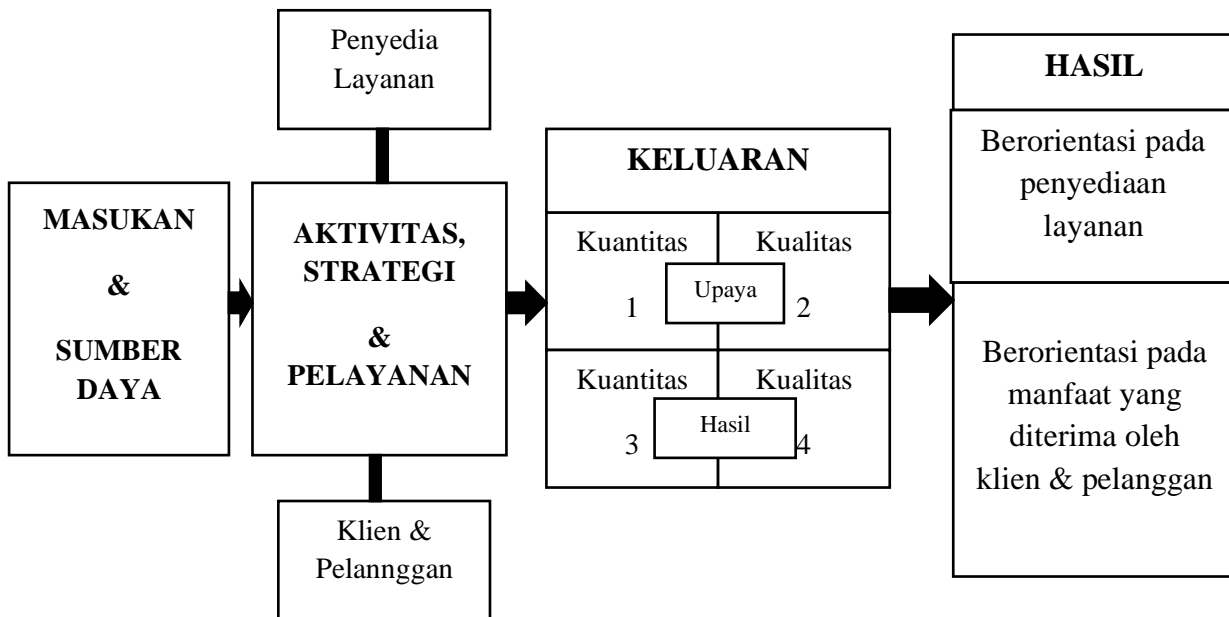 MASUKAN
&
SUMBER
DAYA
Penyedia
Layanan
AKTIVITAS,
STRATEGI
&
PELAYANAN
Klien &
Pelannggan
KELUARAN
Kuantitas
Kualitas
Upaya
1
2
Kuantitas
Kualitas
Hasil
3
4
HASIL
Berorientasi pada
penyediaan
layanan
Berorientasi pada
manfaat yang
diterima oleh
klien & pelanggan